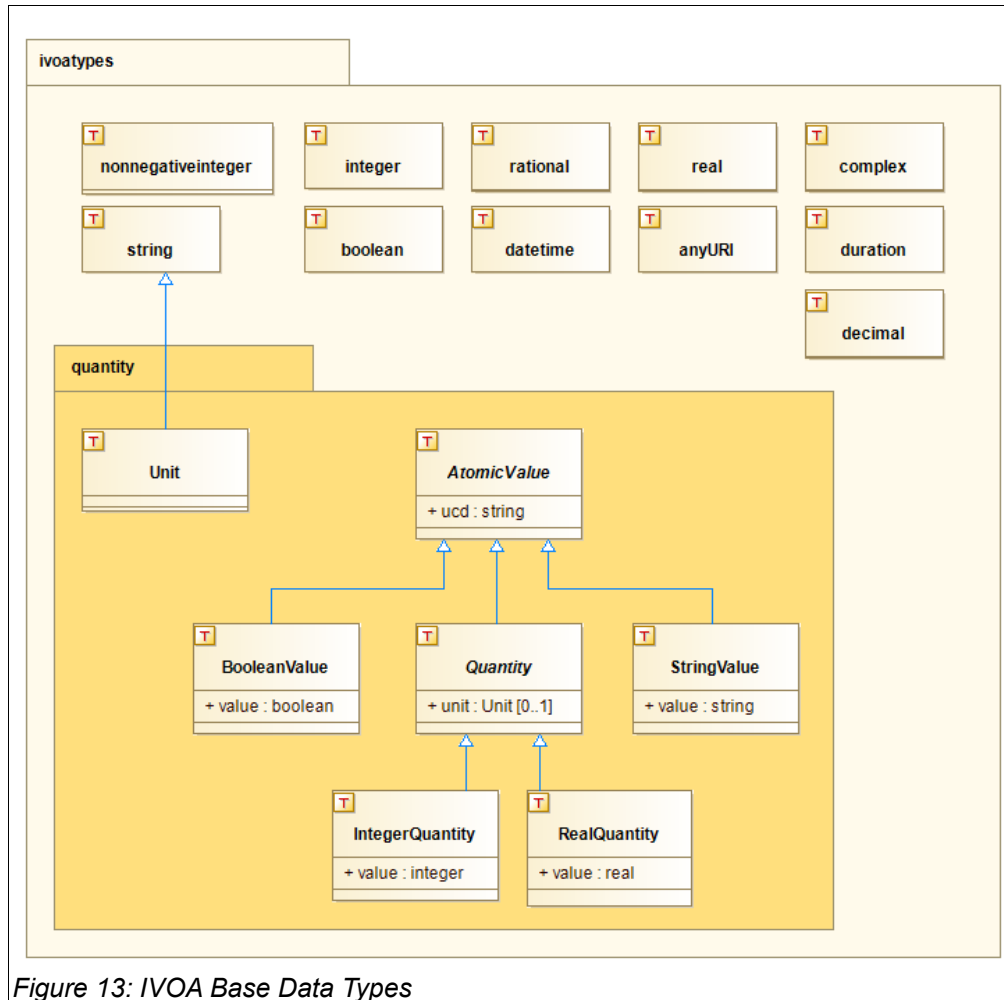 ivoatypes
T T T T T
nonnegativeinteger integer rational real complex
T T T T T
string boolean datetime anyURI duration
T
decimal
quantity
T T
Unit AtomicValue
+ ucd : string
T T T
BooleanValue Quantity StringValue
+ value : boolean + unit : Unit [0..1] + value : string
T T
IntegerQuantity RealQuantity
+ value : integer + value : real
Figure 13: IVOA Base Data Types